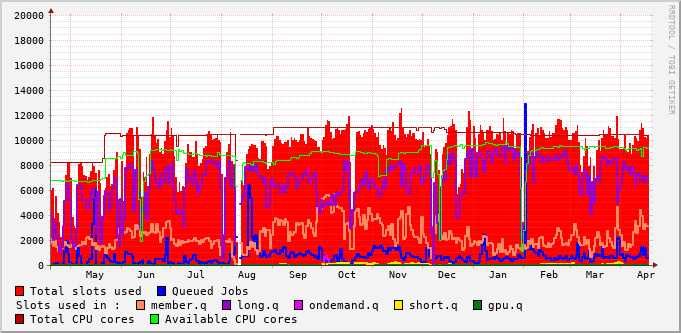 20000
18000
16000
14000
12000
10000
8000
6000
4000
2000
0
May Jun Jul Aug Sep Oct Nov Dec Jan Feb Mar Apr
RRDTOOL / TOBI OETIKER
Total slots used Queued Jobs
Slots used in : member.q long.q ondemand.q short.q gpu.q
Total CPU cores Available CPU cores